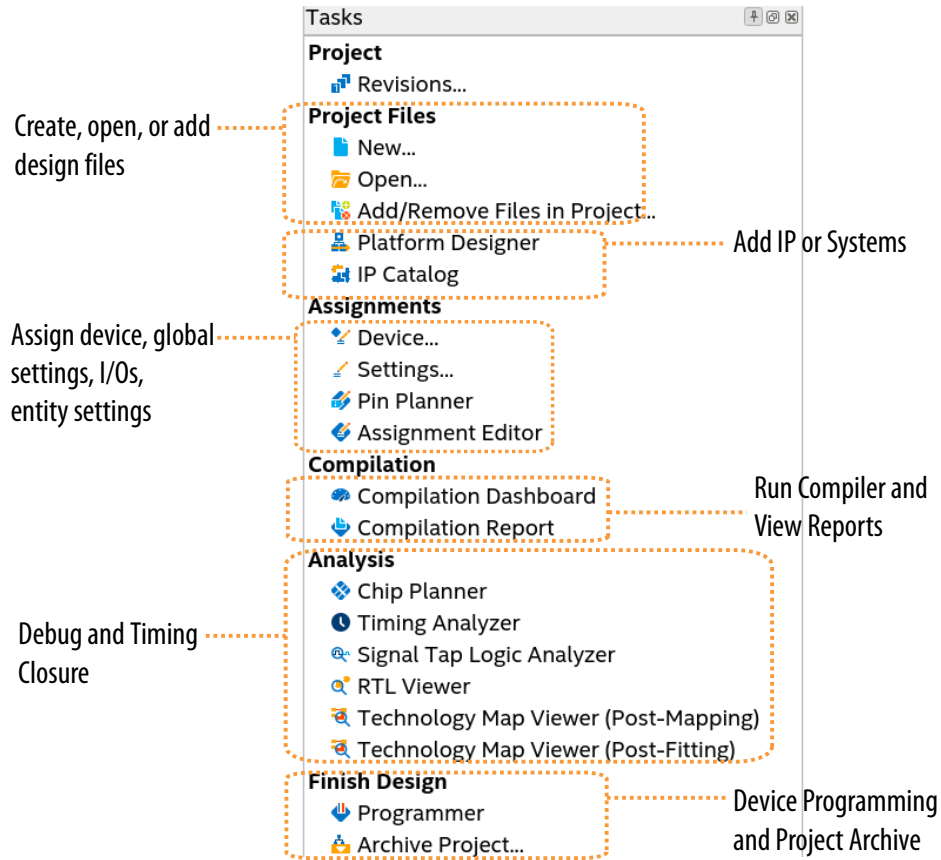 Tasks
Project
Revisions...
Create, open, or add
design files
Project Files
New...
Open...
Add/Remove Files in Project...
Platform Designer
IP Catalog
Add IP or Systems
Assignments
Assign device, global
settings, I/Os,
entity settings
Device...
Settings...
Pin Planner
Assignment Editor
Compilation
Compilation Dashboard
Compilation Report
Run Compiler and
View Reports
Analysis
Chip Planner
Timing Analyzer
Signal Tap Logic Analyzer
RTL Viewer
Technology Map Viewer (Post-Mapping)
Technology Map Viewer (Post-Fitting)
Debug and Timing
Closure
Finish Design
Programmer
Archive Project...
Device Programming
and Project Archive